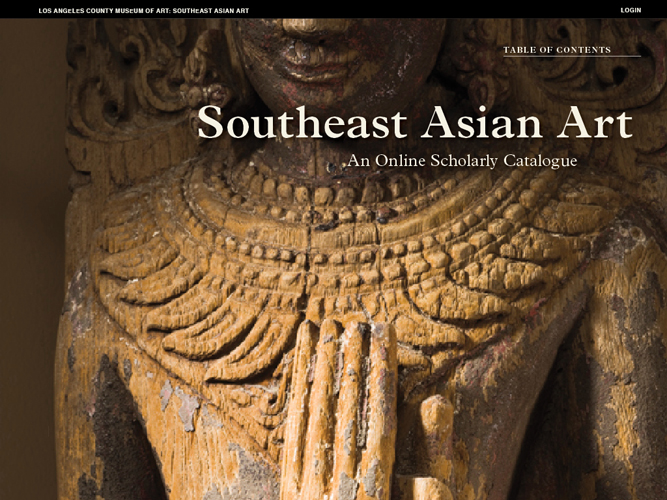 LOS ANGELES COUNTY MUSEUM OF ART: SOUTHEAST ASIAN ART
LOGIN
TABLE OF CONTENTS
Southeast Asian Art
An Online Scholarly Catalogue